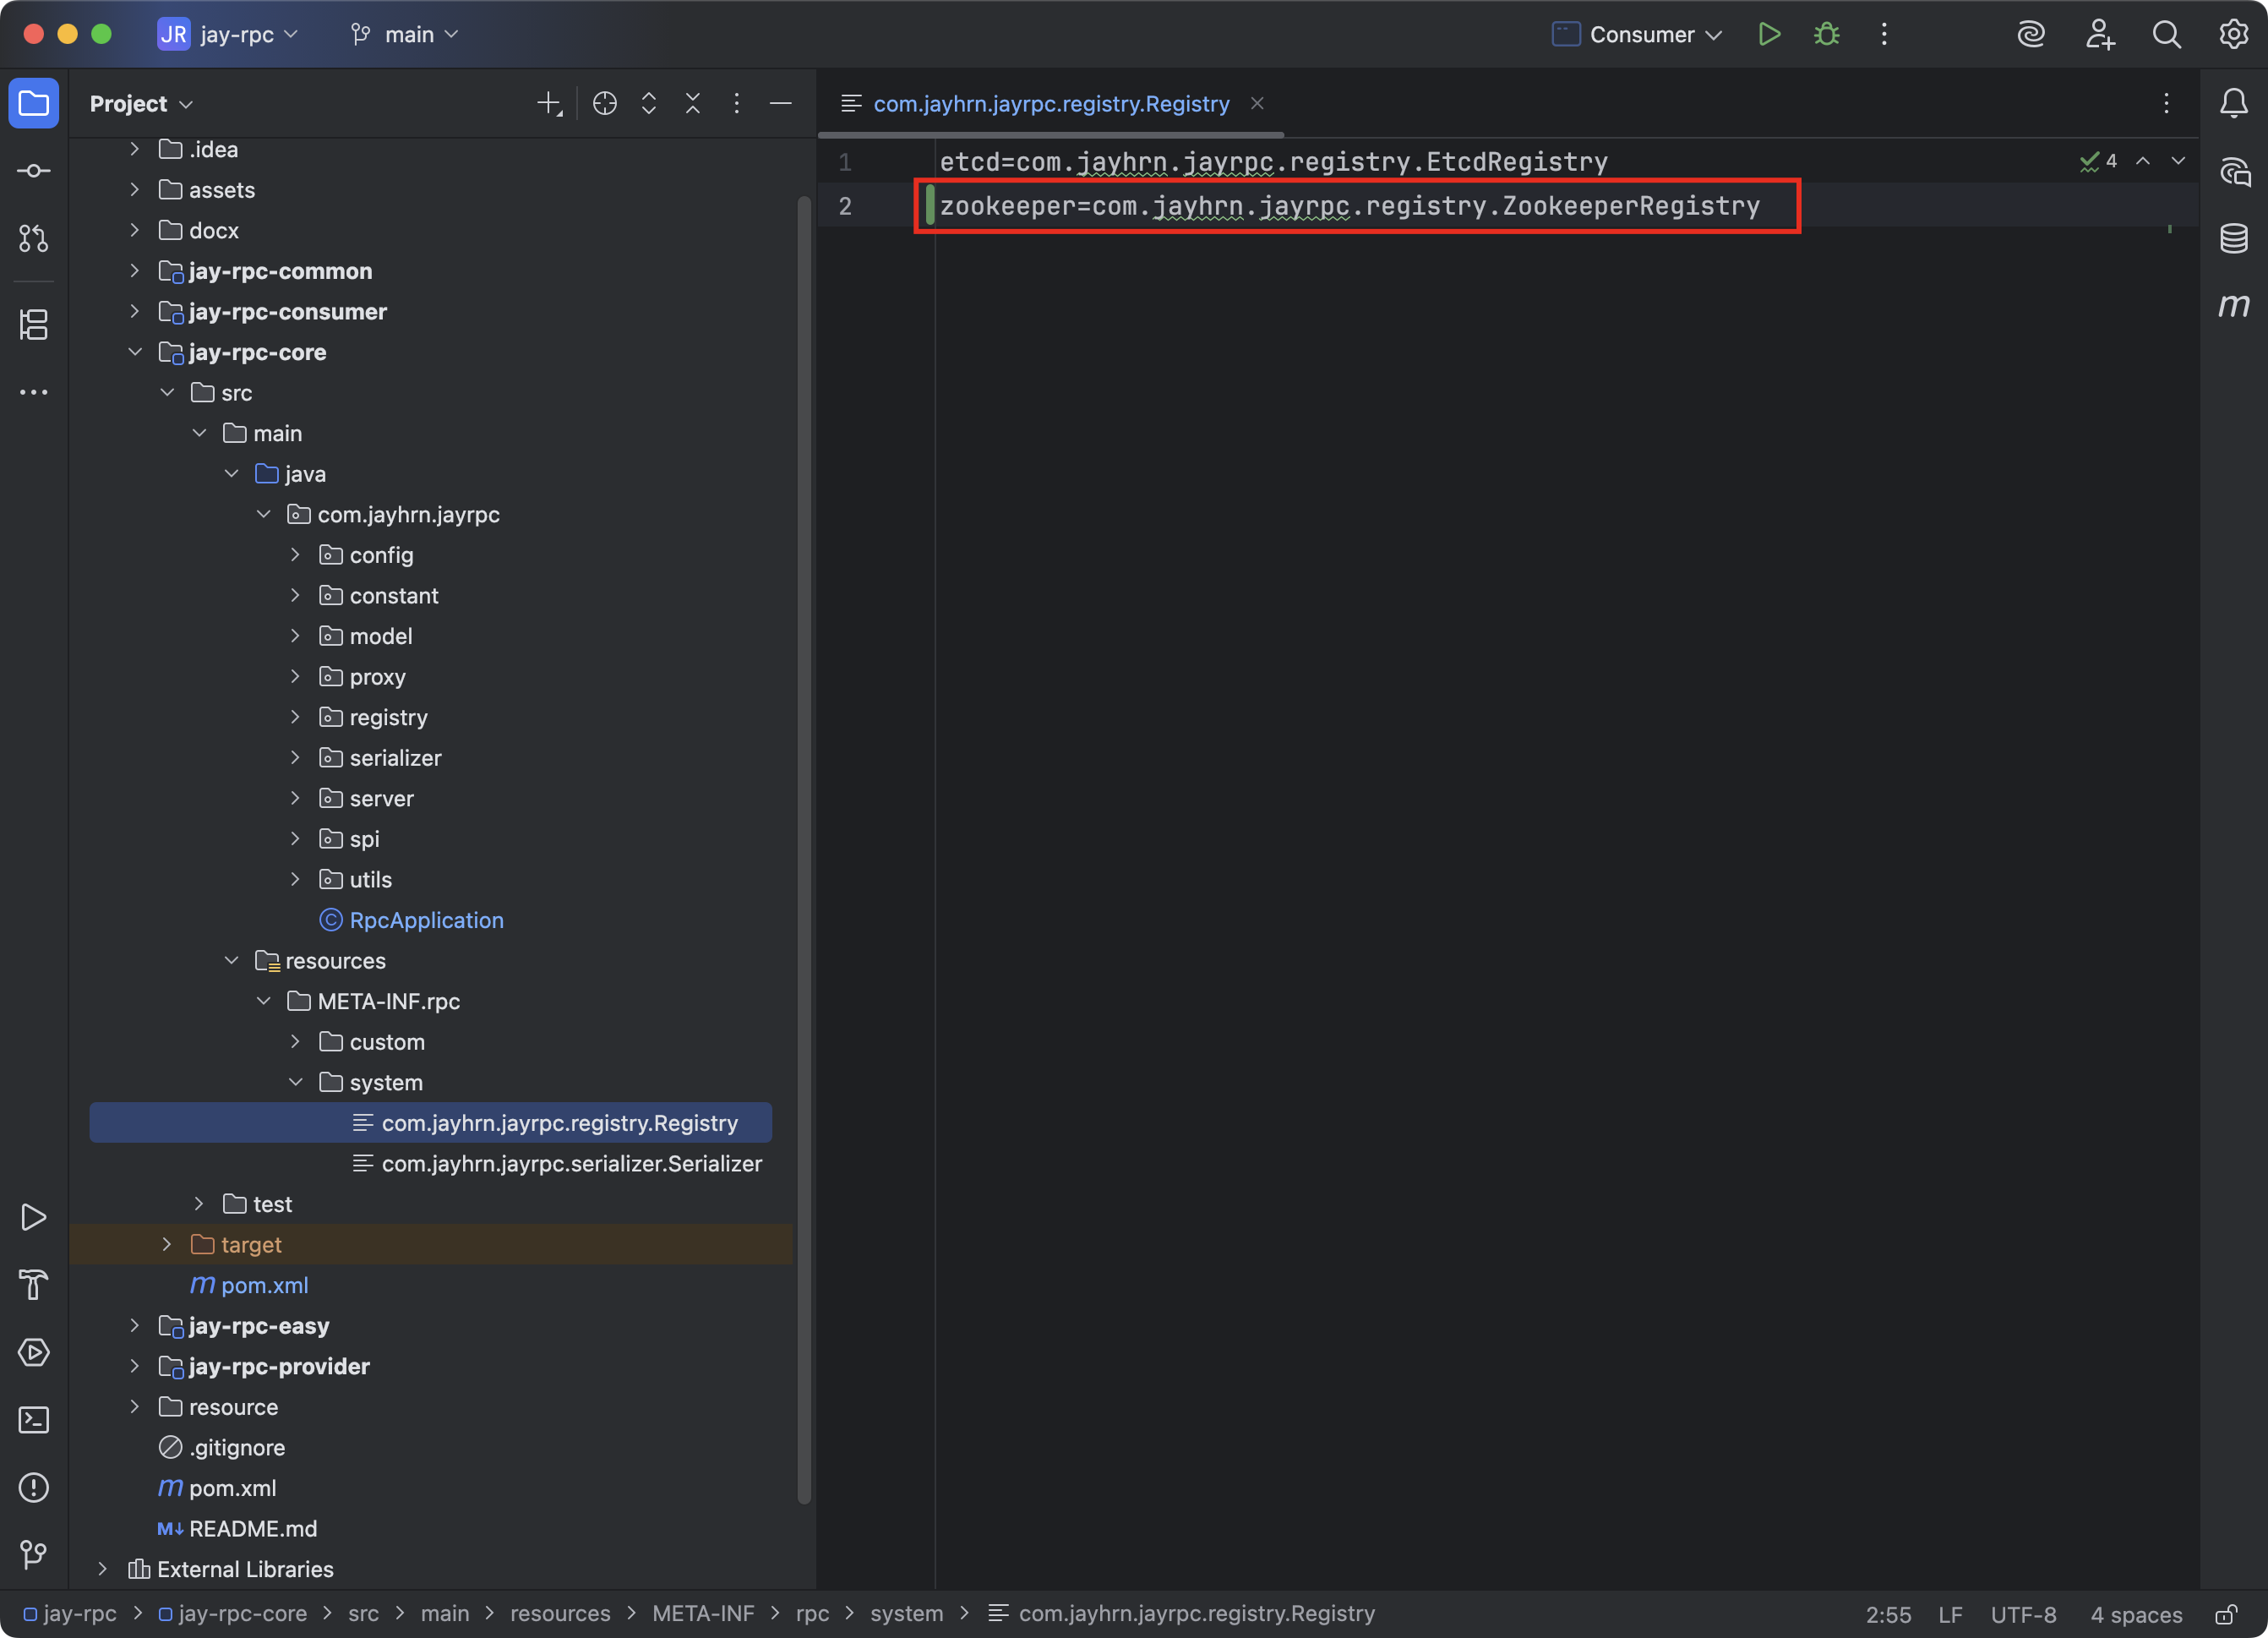 JR jay-rpc
main
Consumer
Project
com.jayhrn.jayrpc.registry.Registry
.idea
assets
docx
jay-rpc-common
jay-rpc-consumer
jay-rpc-core
src
main
java
com.jayhrn.jayrpc
config
constant
model
proxy
registry
serializer
server
spi
utils
RpcApplication
resources
META-INF.rpc
custom
system
com.jayhrn.jayrpc.registry.Registry
com.jayhrn.jayrpc.serializer.Serializer
test
target
m pom.xml
jay-rpc-easy
jay-rpc-provider
resource
.gitignore
m pom.xml
M↓ README.md
External Libraries
1 etcd=com.jayhrn.jayrpc.registry.EtcdRegistry
4
2 zookeeper=com.jayhrn.jayrpc.registry.ZookeeperRegistry
m
jay-rpc > jay-rpc-core > src > main > resources > META-INF > rpc > system > com.jayhrn.jayrpc.registry.Registry
2:55 LF UTF-8 4 spaces